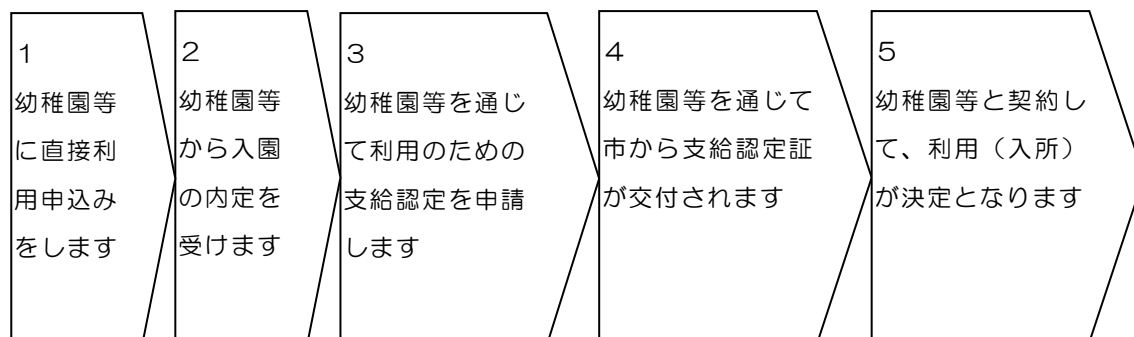 1
幼稚園等
に直接利
用申込み
をします
2
幼稚園等
から入園
の内定を
受けます
3
幼稚園等を通じ
て利用のための
支給認定を申請
します
4
幼稚園等を通じて
市から支給認定証
が交付されます
5
幼稚園等と契約し
て、利用（入所）
が決定となります